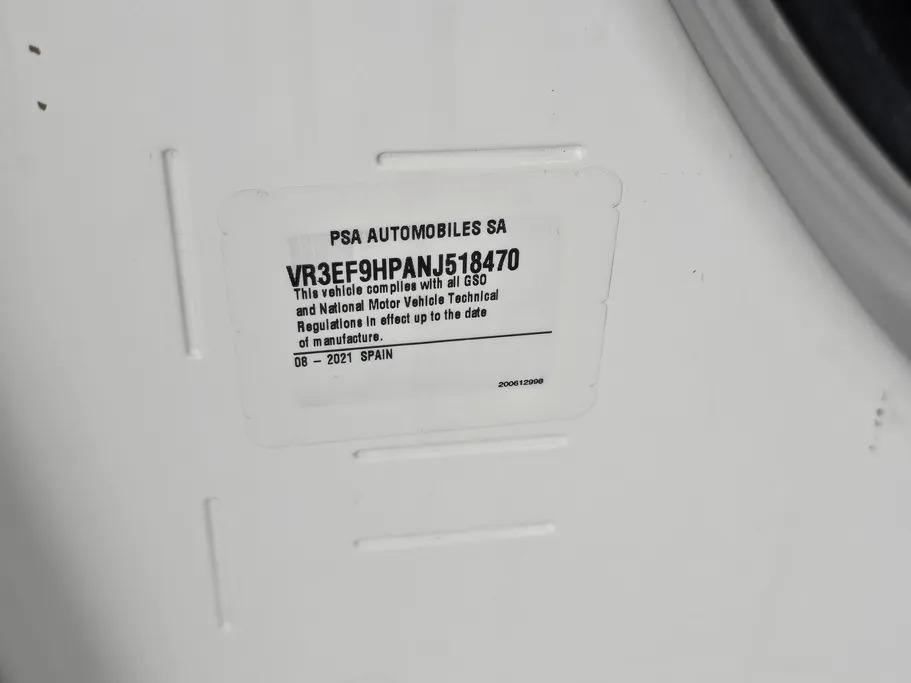 PSA AUTOMOBILES SA
VR3EF9HPANJ518470
This vehicle complies with all GSO
and National Motor Vehicle Technical
Regulations in effect up to the date
of manufacture.
08 – 2021 SPAIN
200612998